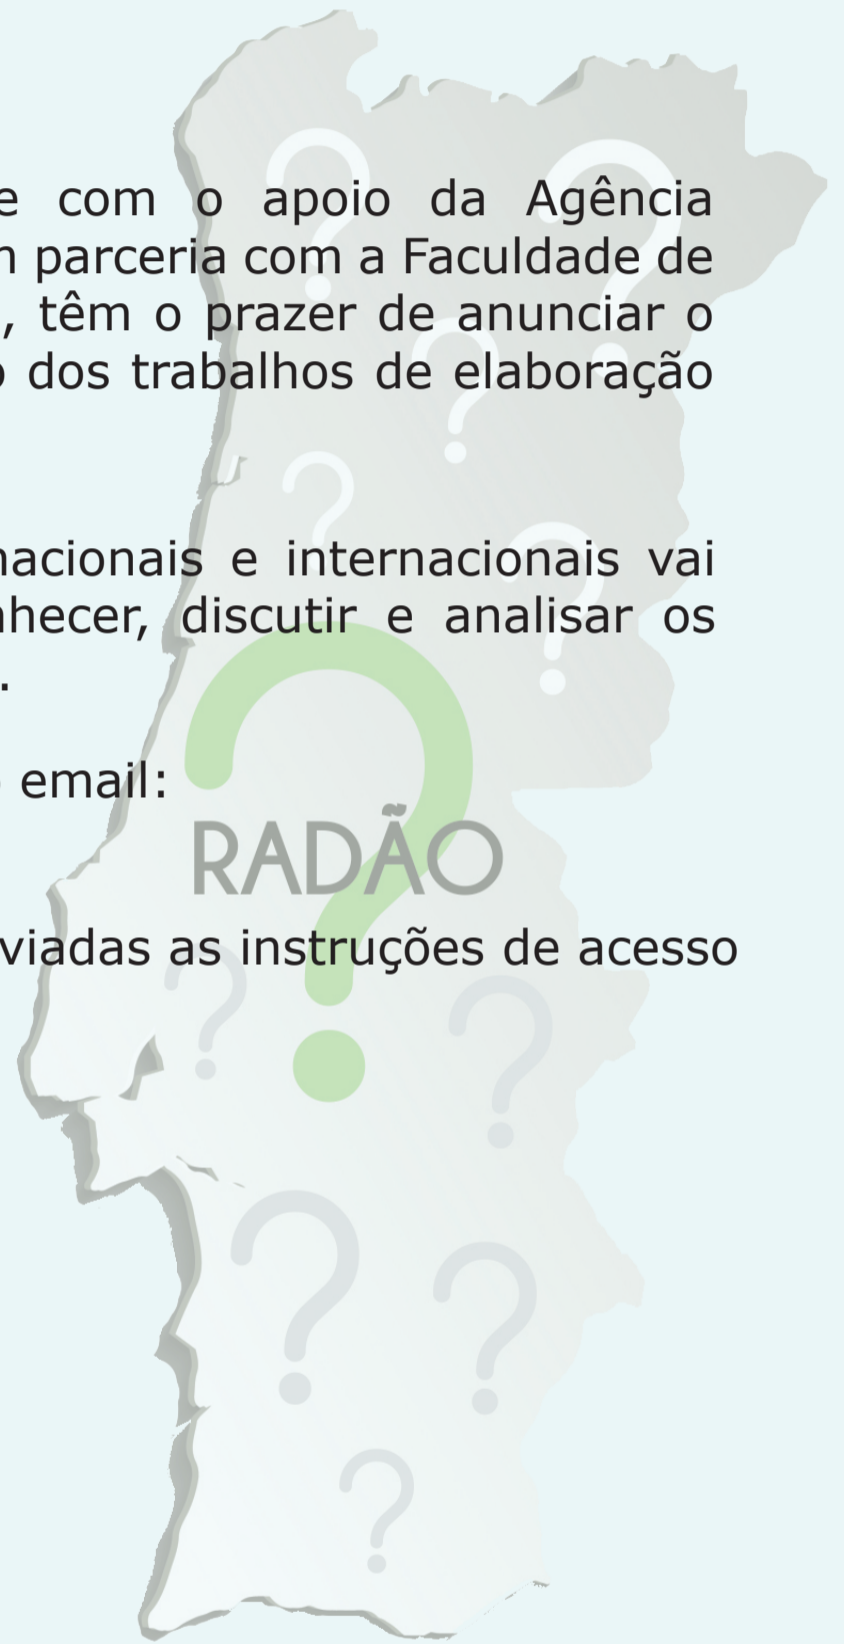 e com o apoio da Agência
parceria com a Faculdade de
, têm o prazer de anunciar o
o dos trabalhos de elaboração
nacionais e internacionais vai
nhecer, discutir e analisar os
.
email:
RADÃO
viadas as instruções de acesso